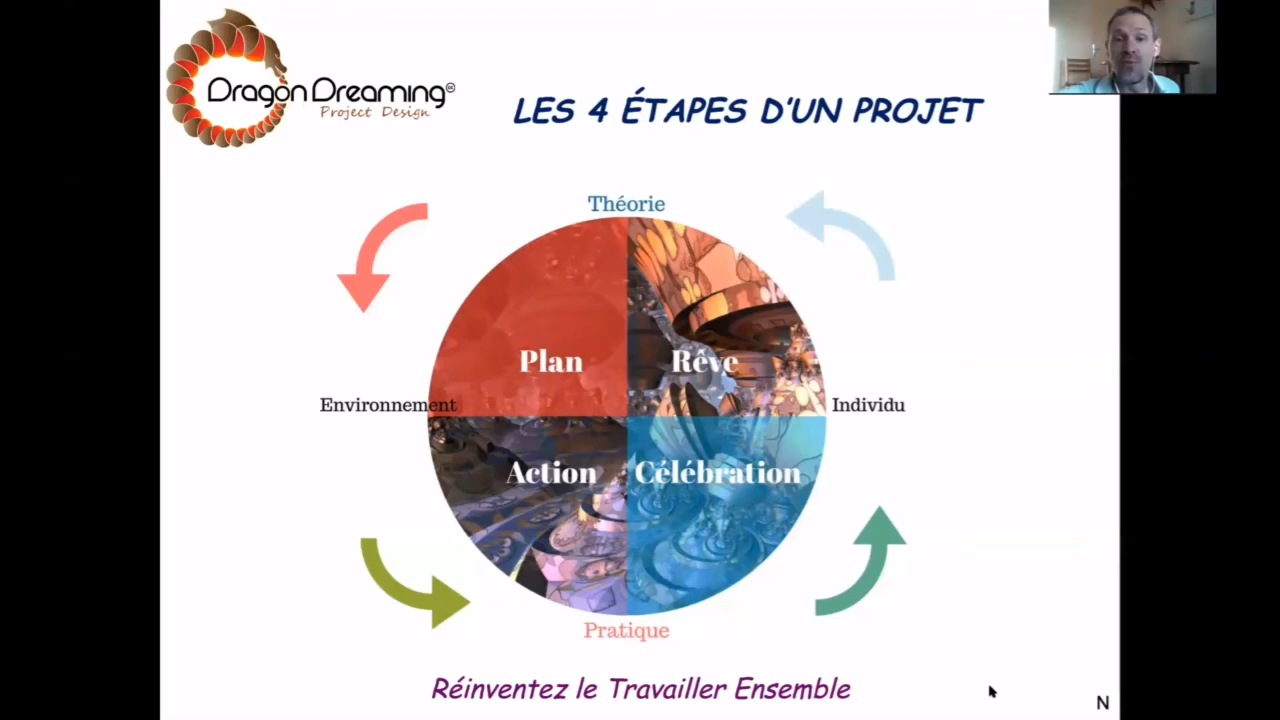 Dragon Dreaming
Project Design
LES 4 ÉTAPES D'UN PROJET
Théorie
Plan
Rêve
Environnement
Individu
Action
Célébration
Pratique
Réinventez le Travailler Ensemble
N